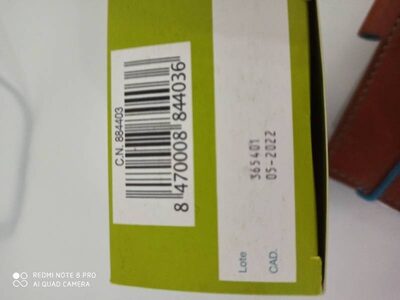 C.N. 884403
8 470008 844036
Lote 365401
CAD. 05-2022
REDMI NOTE 8 PRO
AI QUAD CAMERA